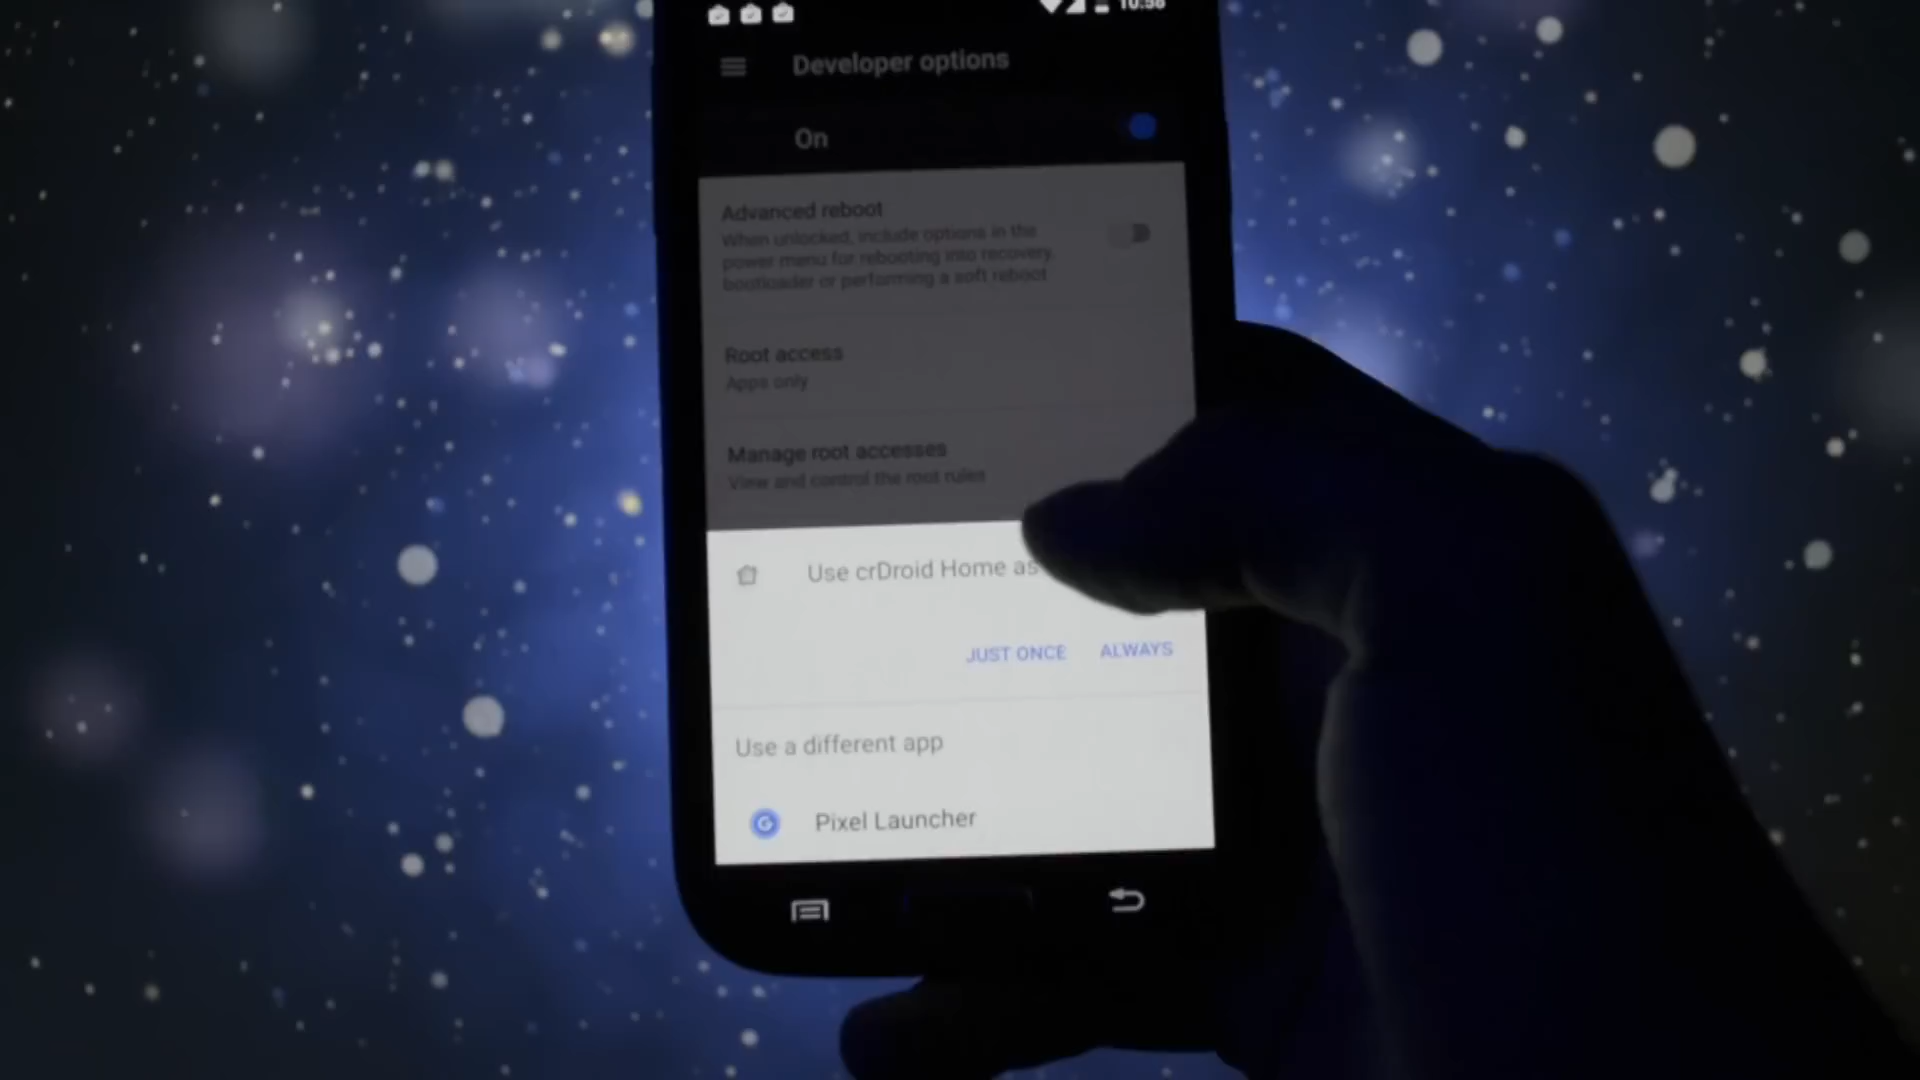 10:58
Developer options
On
Advanced reboot
When unlocked, include options in the
power menu for rebooting into recovery,
bootloader or performing a soft reboot
Root access
Apps only
Manage root accesses
View and control the root rules
Use crDroid Home as
JUST ONCE ALWAYS
Use a different app
Pixel Launcher